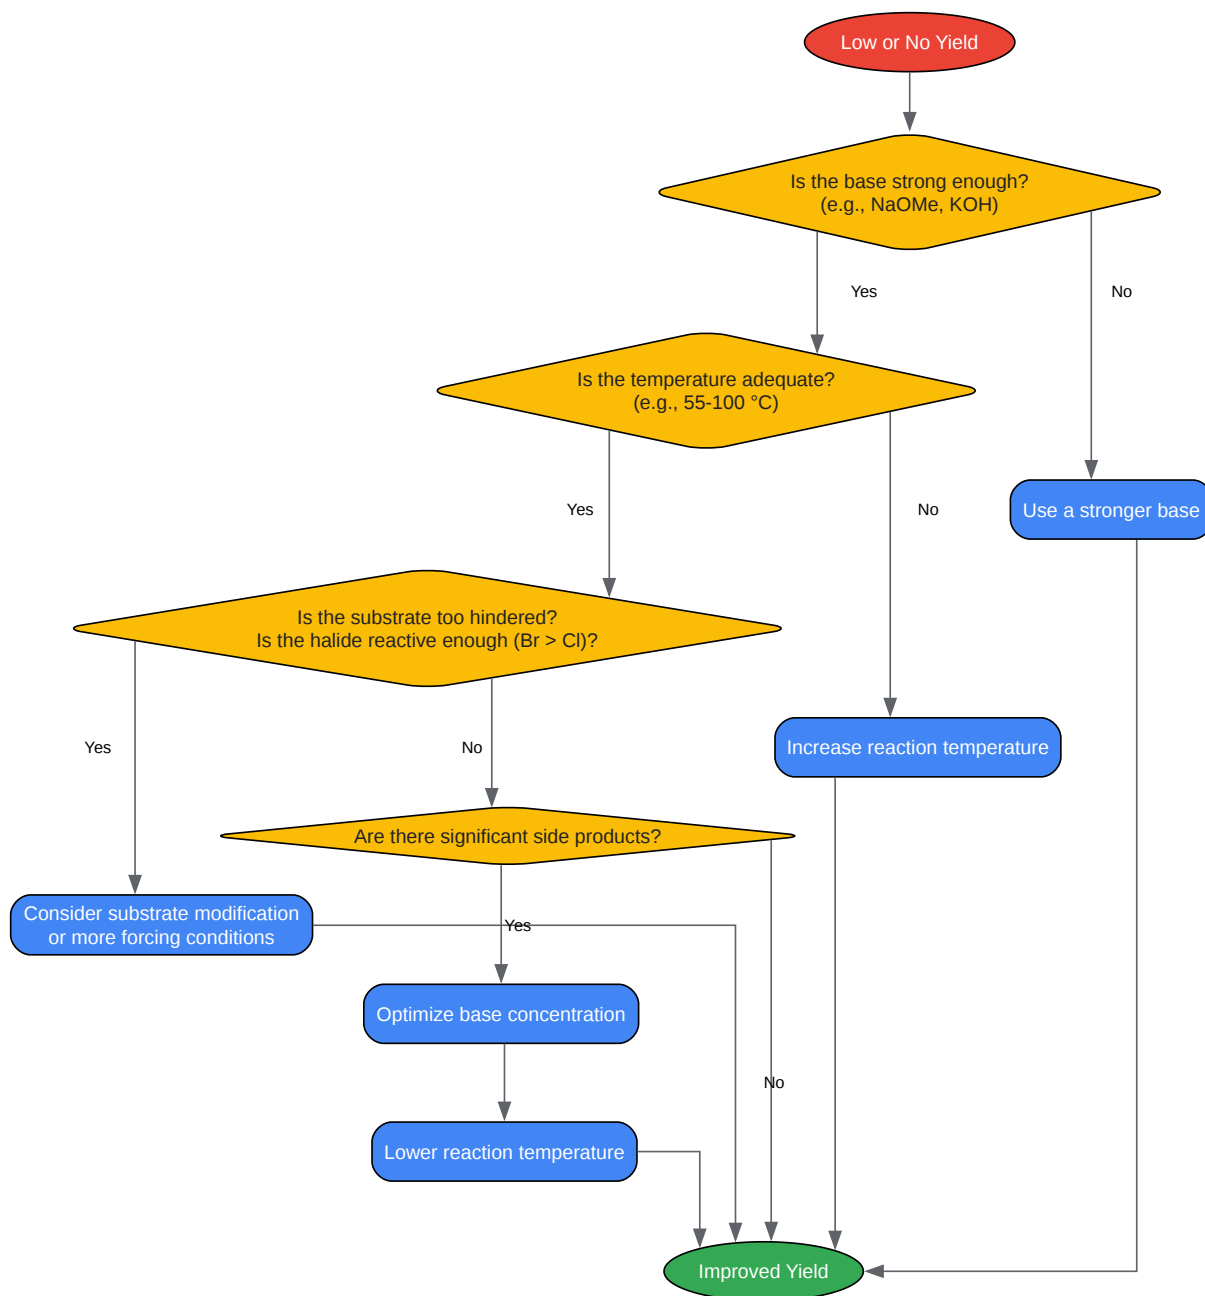 Low or No Yield
Is the base strong enough?
(e.g., NaOMe, KOH)
Yes
No
Is the temperature adequate?
(e.g., 55-100 °C)
Yes
No
Use a stronger base
Is the substrate too hindered?
Is the halide reactive enough (Br > Cl)?
Yes
No
Increase reaction temperature
Are there significant side products?
Consider substrate modification
or more forcing conditions
Yes
Optimize base concentration
No
Lower reaction temperature
Improved Yield